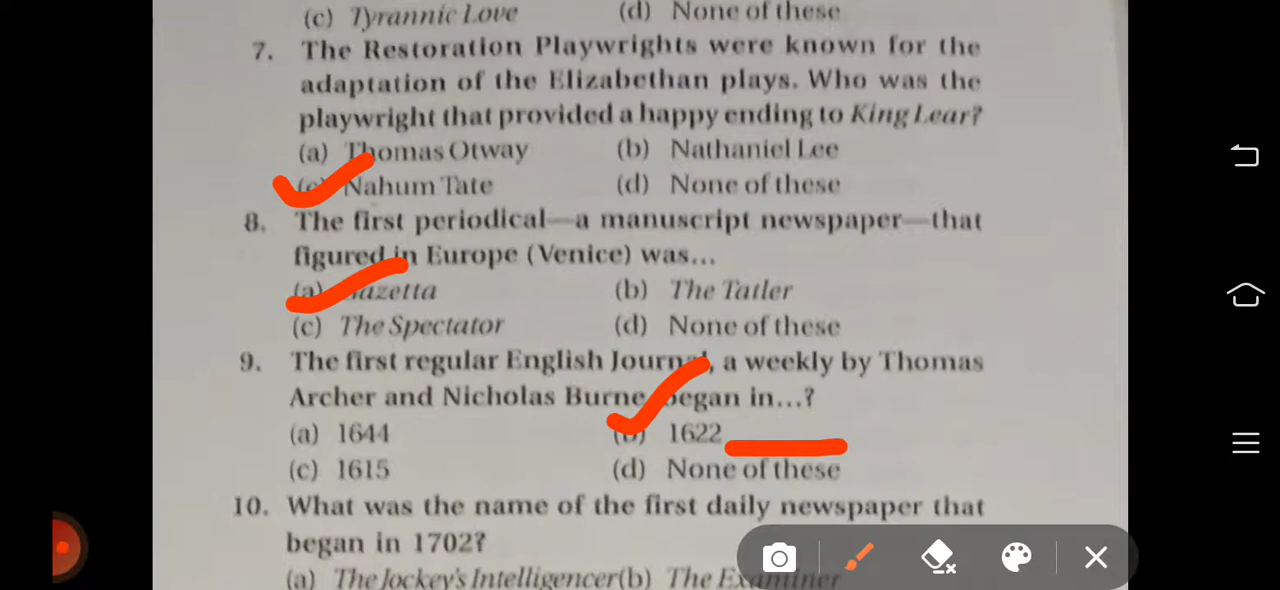 (c) Tyrannic Love (d) None of these
7. The Restoration Playwrights were known for the
adaptation of the Elizabethan plays. Who was the
playwright that provided a happy ending to King Lear?
(a) Thomas Otway (b) Nathaniel Lee
(c) Nahum Tate (d) None of these
8. The first periodical—a manuscript newspaper—that
figured in Europe (Venice) was...
(a) Gazetta (b) The Tatler
(c) The Spectator (d) None of these
9. The first regular English Journal, a weekly by Thomas
Archer and Nicholas Burne began in...?
(a) 1644 (b) 1622
(c) 1615 (d) None of these
10. What was the name of the first daily newspaper that
began in 1702?
(a) The Jockey's Intelligencer (b) The Examiner